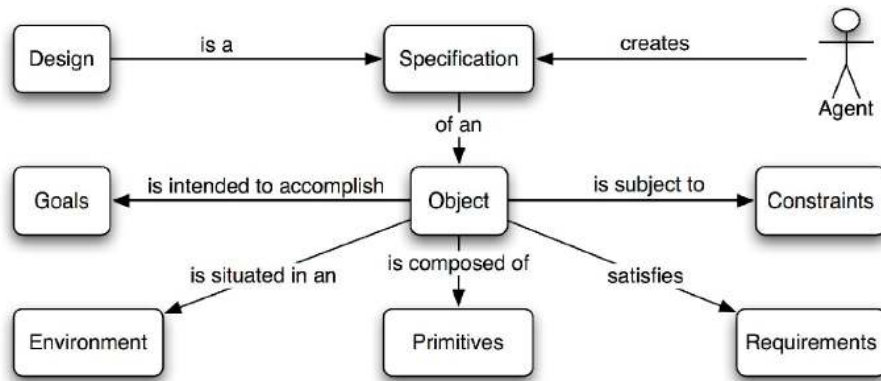 Design
is a
Specification
creates
Agent
of an
Goals
is intended to accomplish
Object
is subject to
Constraints
is situated in an
is composed of
satisfies
Environment
Primitives
Requirements